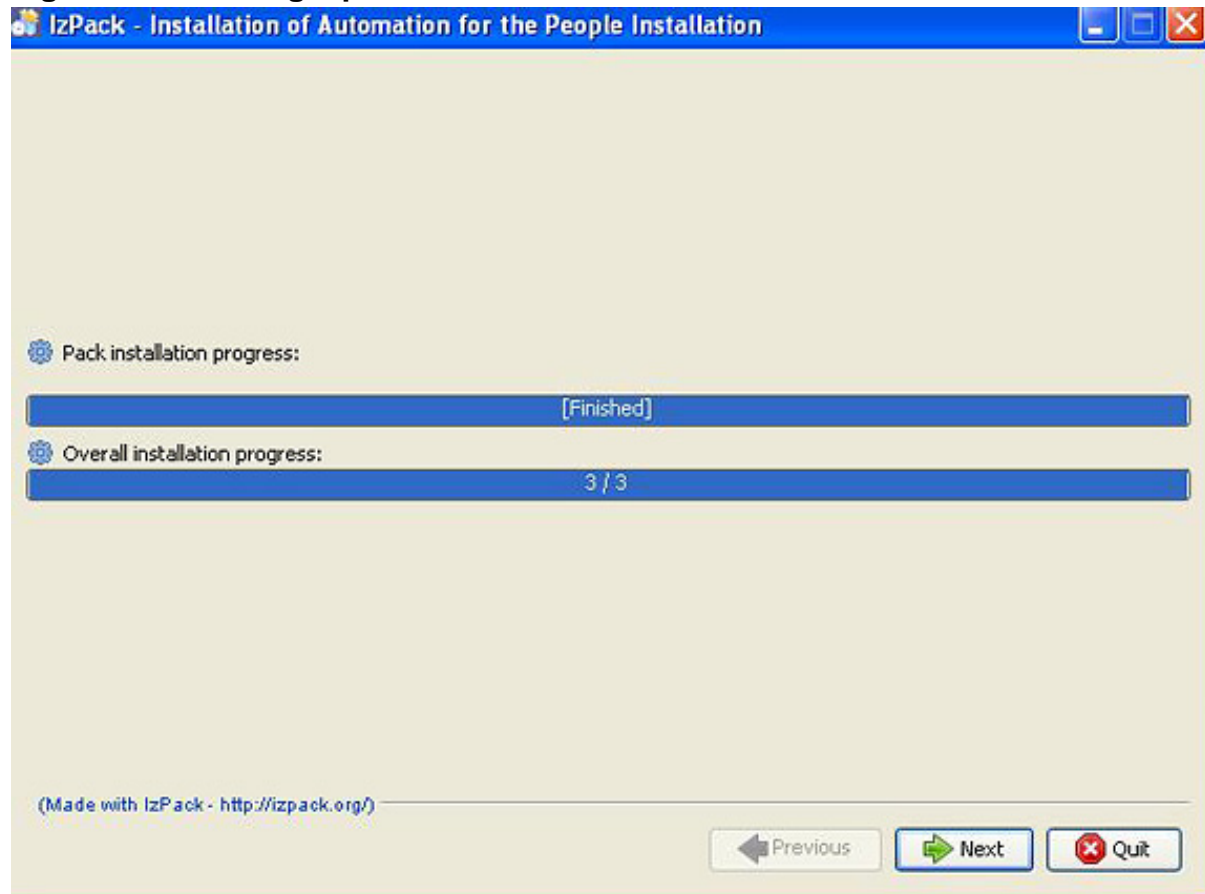 IzPack - Installation of Automation for the People Installation
Pack installation progress:
[Finished]
Overall installation progress:
3 / 3
(Made with IzPack - http://izpack.org/)
Previous Next Quit